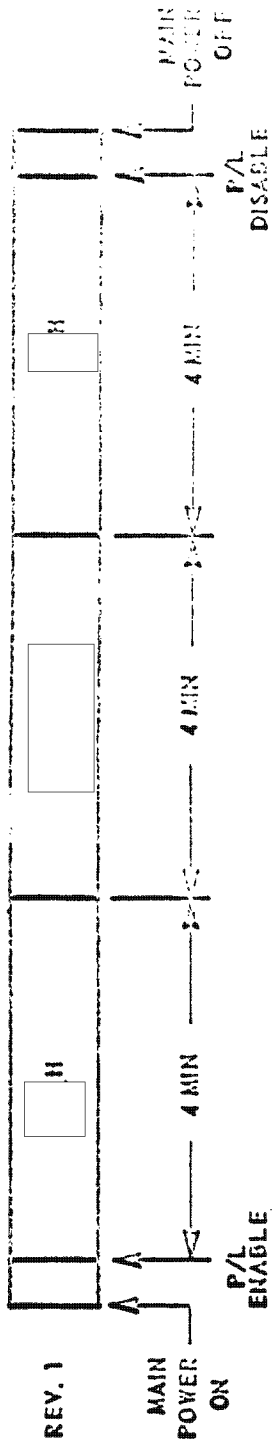 REV. 1
H
H
4 MIN
4 MIN
4 MIN
MAIN
POWER
ON
P/L
ENABLE
P/L
DISABLE
MAIN
POWER
OFF